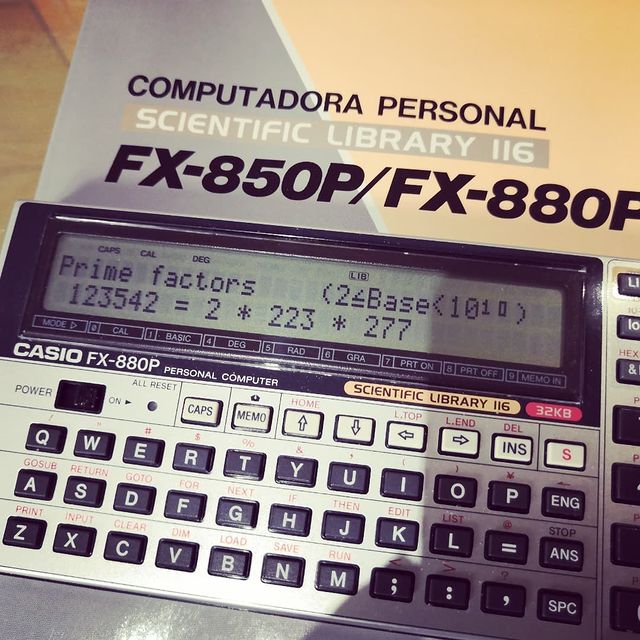 COMPUTADORA PERSONAL
SCIENTIFIC LIBRARY 116
FX-850P/FX-880P
CAPS CAL DEG LIB
Prime factors (2≤Base<10¹⁰)
123542 = 2 * 223 * 277
MODE ▷ 0 CAL 1 BASIC 4 DEG 5 RAD 6 GRA 7 PRT ON 8 PRT OFF 9 MEMO IN
CASIO FX-880P PERSONAL COMPUTER SCIENTIFIC LIBRARY 116 32KB
POWER ON ▶ ALL RESET
HOME L.TOP L.END DEL
CAPS MEMO ⇧ ⇩ ⇦ ⇨ INS S
! " # $ % & ' ( ) ¥
Q W E R T Y U I O P ← ENG
GOSUB RETURN GOTO FOR NEXT IF THEN EDIT LIST @ STOP
A S D F G H J K L = ANS
PRINT INPUT CLEAR DIM LOAD SAVE RUN < > ?
Z X C V B N M ; : , SPC
HEX